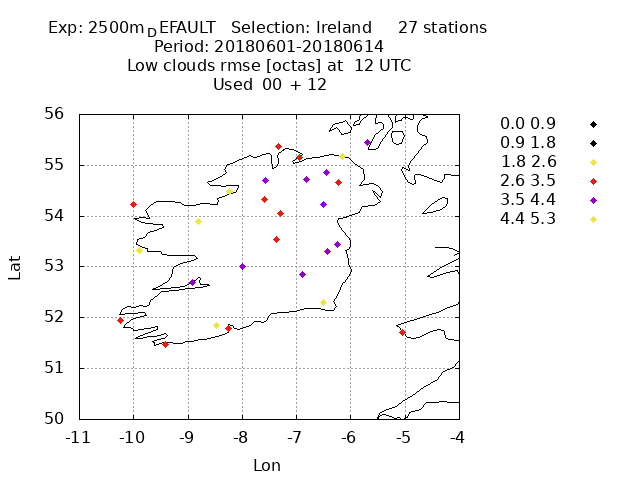 Exp: 2500mDEFAULT Selection: Ireland 27 stations
Period: 20180601-20180614
Low clouds rmse [octas] at 12 UTC
Used 00 + 12
56
55
54
53
52
51
50
-11 -10 -9 -8 -7 -6 -5 -4
Lat
Lon
0.0 0.9
0.9 1.8
1.8 2.6
2.6 3.5
3.5 4.4
4.4 5.3